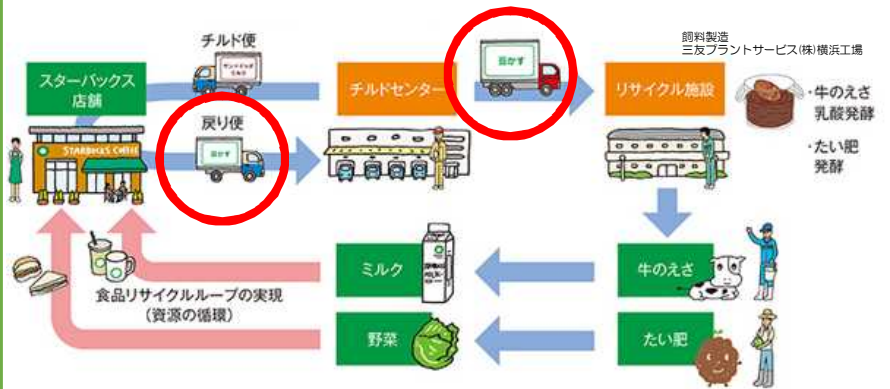 飼料製造
三友プラントサービス(株)横浜工場
チルド便
スターバックス
店舗
チルドセンター
豆かす
リサイクル施設
・牛のえさ
乳酸発酵
・たい肥
発酵
戻り便
豆かす
STARBUCKS COFFEE
ミルク
牛のえさ
食品リサイクルループの実現
(資源の循環)
野菜
たい肥